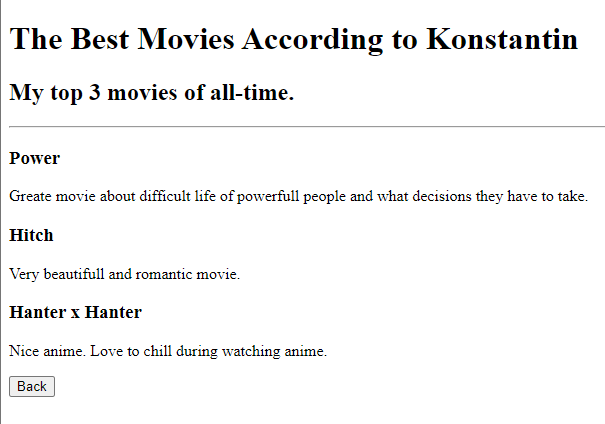 The Best Movies According to Konstantin
My top 3 movies of all-time.
Power
Greate movie about difficult life of powerfull people and what decisions they have to take.
Hitch
Very beautifull and romantic movie.
Hanter x Hanter
Nice anime. Love to chill during watching anime.
Back